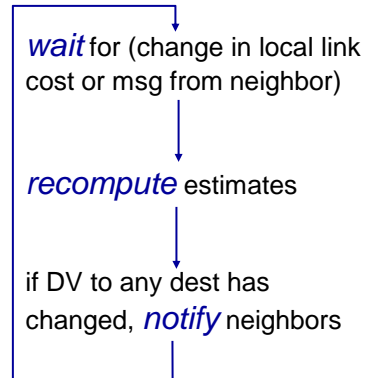 wait for (change in local link
cost or msg from neighbor)
recompute estimates
if DV to any dest has
changed, notify neighbors